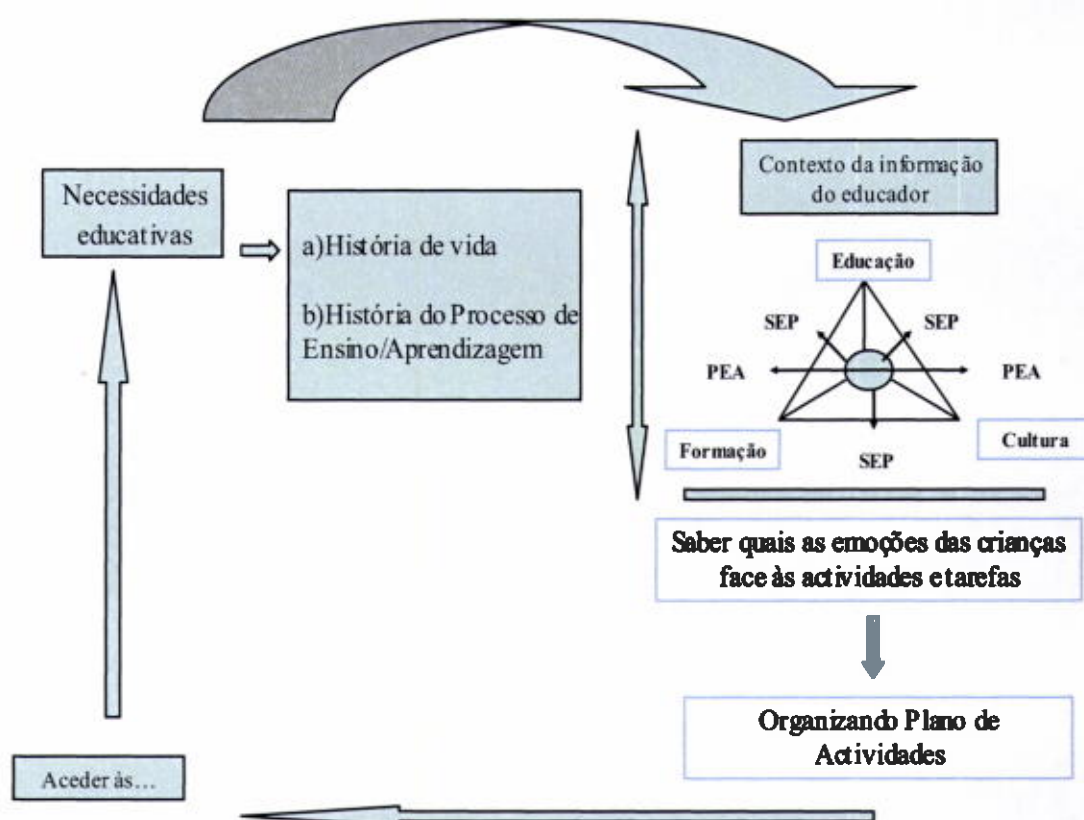 Necessidades
educativas
a)História de vida
b)História do Processo de
Ensino/Aprendizagem
Contexto da informação
do educador
Educação
SEP
SEP
PEA
PEA
Formação
SEP
Cultura
Saber quais as emoções das crianças
face às actividades e tarefas
Organizando Plano de
Actividades
Aceder às...